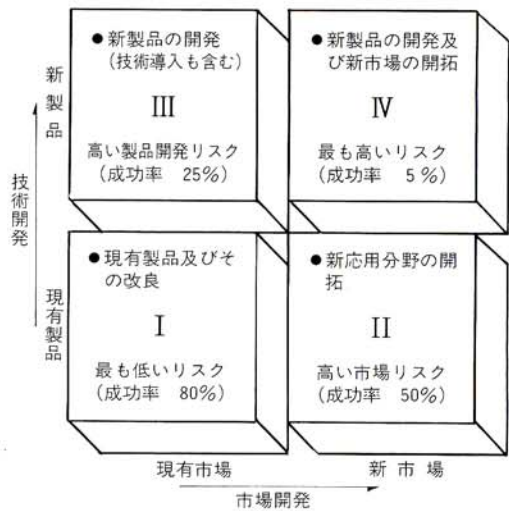 ● 新製品の開発
(技術導入も含む)
III
高い製品開発リスク
(成功率 25%)
● 新製品の開発及
び新市場の開拓
IV
最も高いリスク
(成功率 5%)
新製品
技術開発
現有製品
● 現有製品及びそ
の改良
I
最も低いリスク
(成功率 80%)
● 新応用分野の開
拓
II
高い市場リスク
(成功率 50%)
現有市場
新市場
市場開発